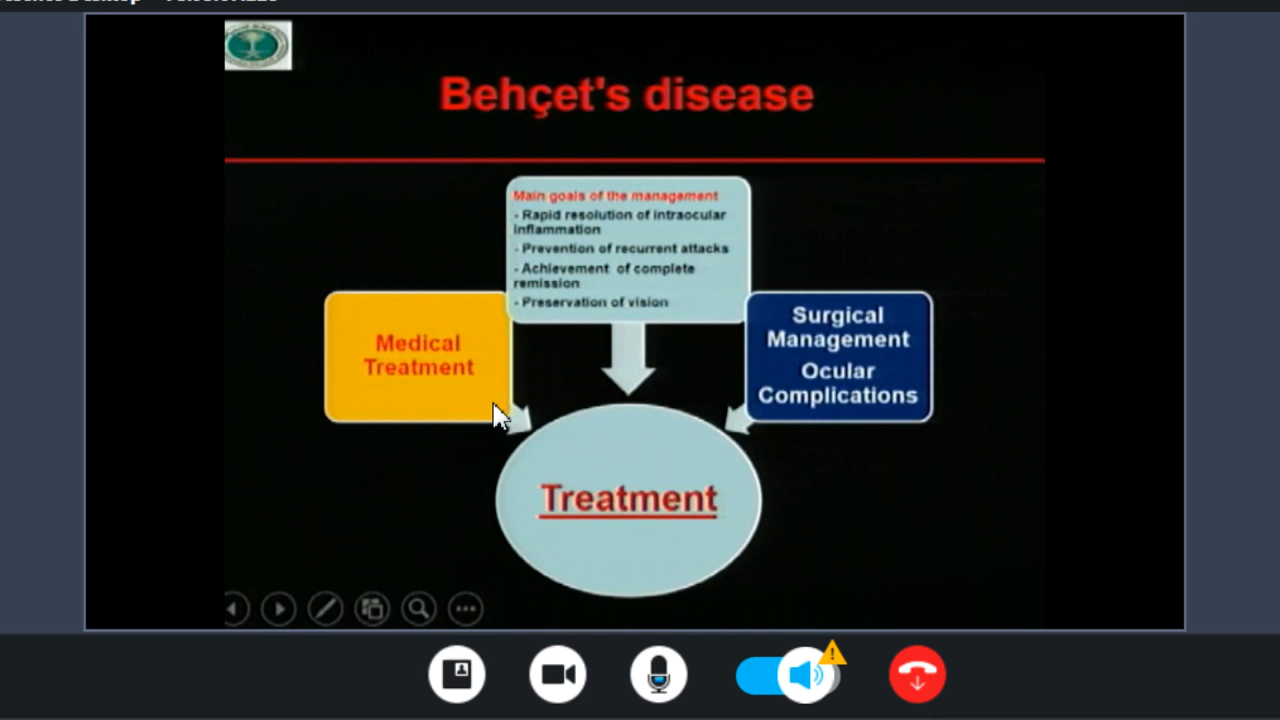 Behçet's disease
Main goals of the management
- Rapid resolution of intraocular
inflammation
- Prevention of recurrent attacks
- Achievement of complete
remission
- Preservation of vision
Medical
Treatment
Surgical
Management
Ocular
Complications
Treatment